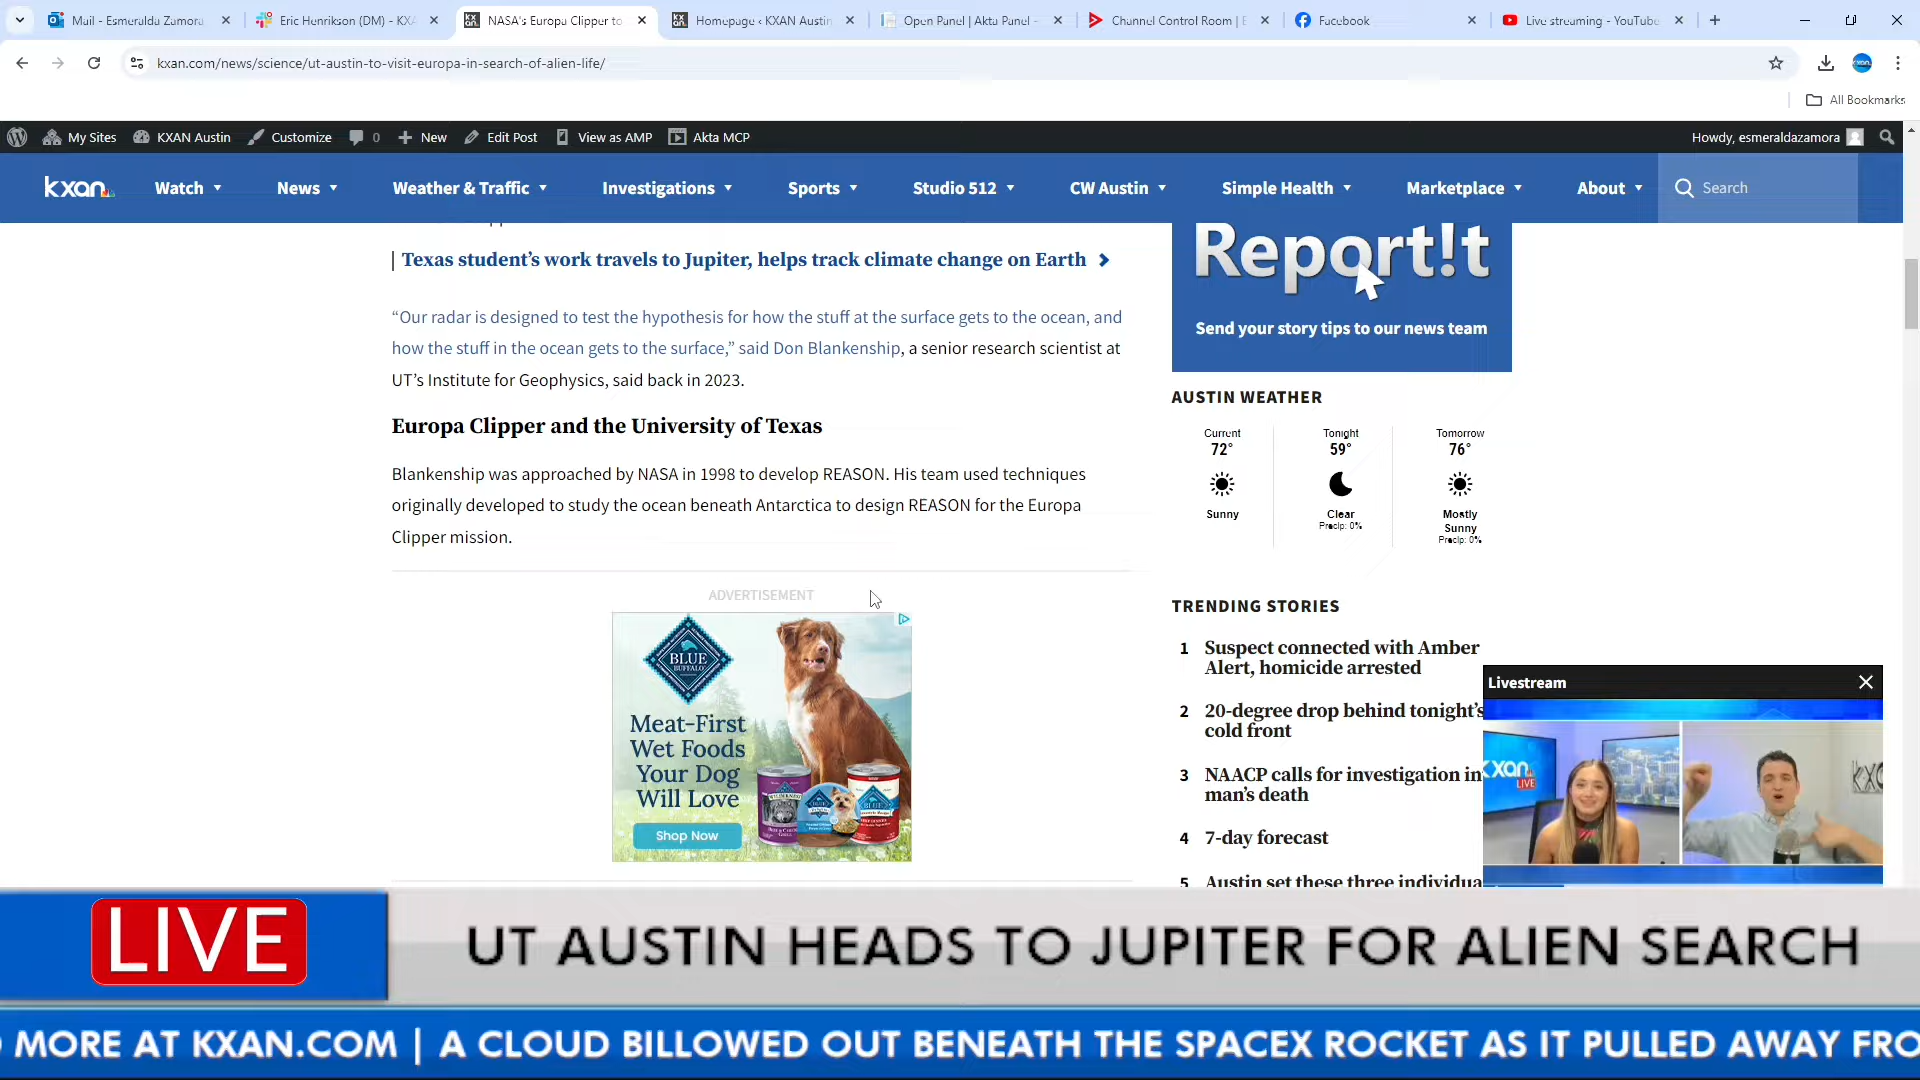 Mail - Esmeralda Zamora
Eric Henrikson (DM) - KXA
NASA's Europa Clipper to
Homepage ‹ KXAN Austin
Open Panel | Akta Panel -
Channel Control Room | E
Facebook
Live streaming - YouTube
kxan.com/news/science/ut-austin-to-visit-europa-in-search-of-alien-life/
All Bookmarks
My Sites KXAN Austin Customize 0 New Edit Post View as AMP Akta MCP Howdy, esmeraldazamora
kxan Watch News Weather & Traffic Investigations Sports Studio 512 CW Austin Simple Health Marketplace About Search
Texas student’s work travels to Jupiter, helps track climate change on Earth
“Our radar is designed to test the hypothesis for how the stuff at the surface gets to the ocean, and
how the stuff in the ocean gets to the surface,” said Don Blankenship, a senior research scientist at
UT’s Institute for Geophysics, said back in 2023.
Europa Clipper and the University of Texas
Blankenship was approached by NASA in 1998 to develop REASON. His team used techniques
originally developed to study the ocean beneath Antarctica to design REASON for the Europa
Clipper mission.
ADVERTISEMENT
BLUE
BUFFALO
Meat-First
Wet Foods
Your Dog
Will Love
Shop Now
Report!t
Send your story tips to our news team
AUSTIN WEATHER
Current Tonight Tomorrow
72° 59° 76°
Sunny Clear Mostly
Sunny
Precip: 0% Precip: 0%
TRENDING STORIES
1 Suspect connected with Amber
Alert, homicide arrested
2 20-degree drop behind tonight’s
cold front
3 NAACP calls for investigation in
man’s death
4 7-day forecast
5 Austin set these three individua
Livestream
kxan
LIVE
LIVE
UT AUSTIN HEADS TO JUPITER FOR ALIEN SEARCH
MORE AT KXAN.COM | A CLOUD BILLOWED OUT BENEATH THE SPACEX ROCKET AS IT PULLED AWAY FRO